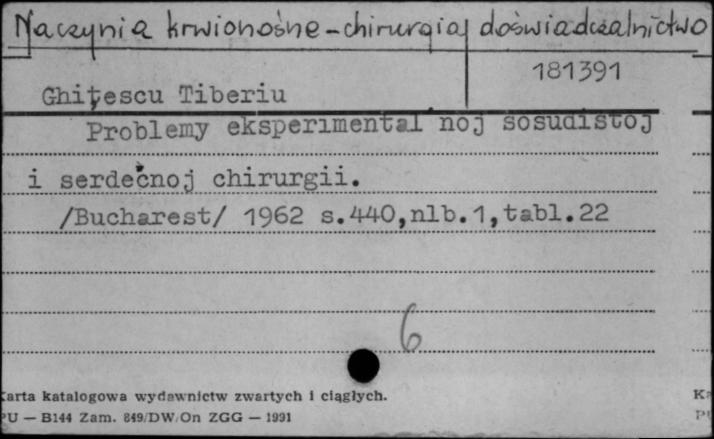 Naczynia krwionośne - chirurgia, doświadczalnictwo
181391
Ghițescu Tiberiu
Problemy eksperimental'noj sosudistoj
i serdečnoj chirurgii.
/Bucharest/ 1962 s.440,nlb.1,tabl.22
6
Karta katalogowa wydawnictw zwartych i ciągłych.
PU — B144 Zam. 849/DW/On ZGG — 1991